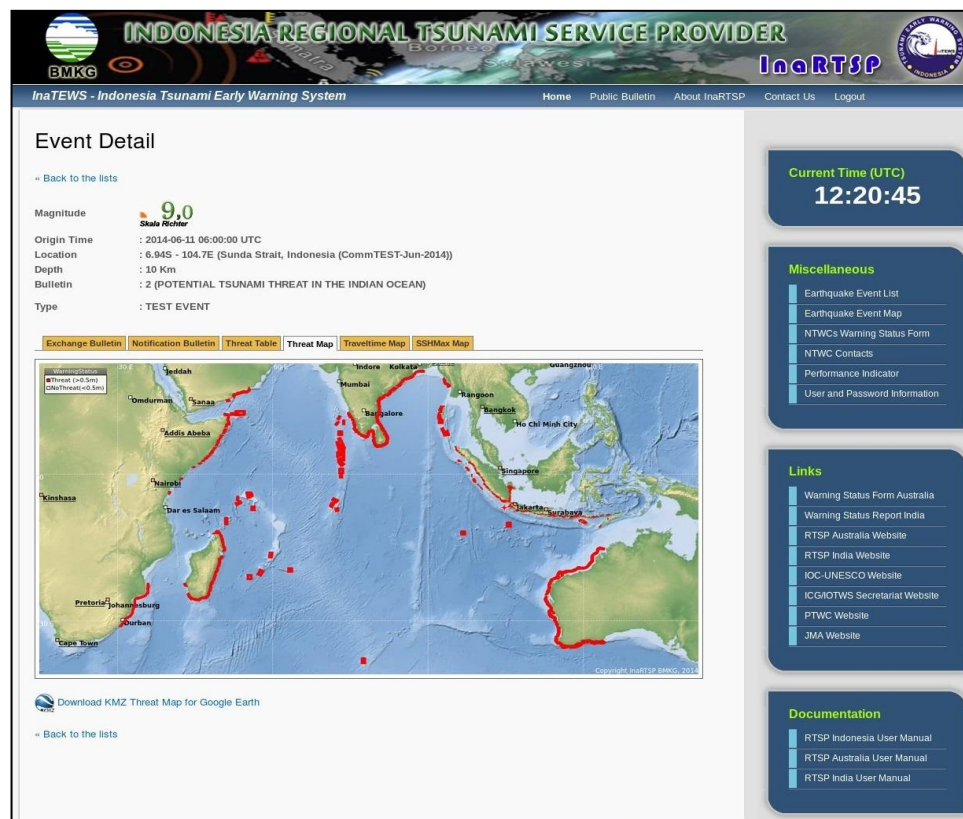 INDONESIA REGIONAL TSUNAMI SERVICE PROVIDER
BMKG
InaRTSP
InaTEWS - Indonesia Tsunami Early Warning System
Home Public Bulletin About InaRTSP Contact Us Logout
Event Detail
« Back to the lists
Magnitude 9,0
Skala Richter
Origin Time : 2014-06-11 06:00:00 UTC
Location : 6.94S - 104.7E (Sunda Strait, Indonesia (CommTEST-Jun-2014))
Depth : 10 Km
Bulletin : 2 (POTENTIAL TSUNAMI THREAT IN THE INDIAN OCEAN)
Type : TEST EVENT
Exchange Bulletin Notification Bulletin Threat Table Threat Map Traveltime Map SSHMax Map
WarningStatus
Threat (>0.5m)
NoThreat(<0.5m)
Jeddah
Indore
Kolkata
Guangzhou
Omdurman
Sanaa
Mumbai
Rangoon
Bangalore
Bangkok
Ho Chi Minh City
Addis Abeba
Singapore
Nairobi
Kinshasa
Dar es Salaam
Jakarta
Surabaya
Pretoria
Johannesburg
Durban
Cape Town
Copyright InaRTSP BMKG, 2014
Download KMZ Threat Map for Google Earth
« Back to the lists
Current Time (UTC)
12:20:45
Miscellaneous
Earthquake Event List
Earthquake Event Map
NTWCs Warning Status Form
NTWC Contacts
Performance Indicator
User and Password Information
Links
Warning Status Form Australia
Warning Status Report India
RTSP Australia Website
RTSP India Website
IOC-UNESCO Website
ICG/IOTWS Secretariat Website
PTWC Website
JMA Website
Documentation
RTSP Indonesia User Manual
RTSP Australia User Manual
RTSP India User Manual